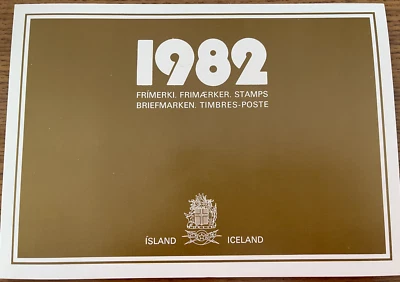 1982
FRÍMERKI. FRIMÆRKER. STAMPS
BRIEFMARKEN. TIMBRES-POSTE
ÍSLAND ICELAND